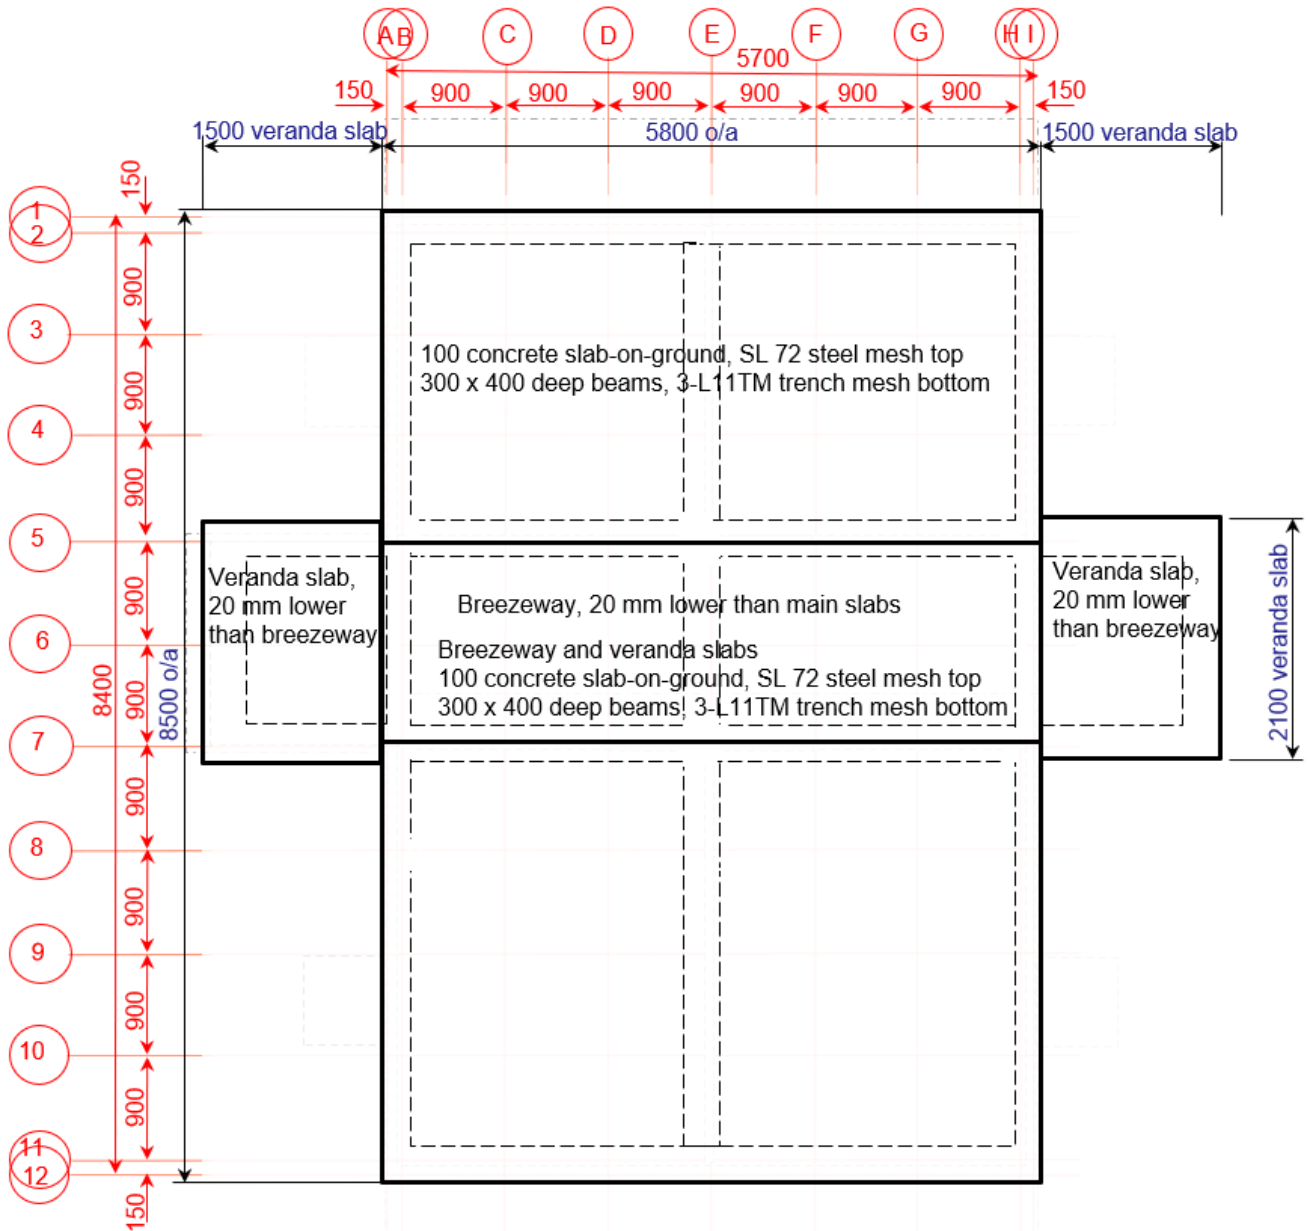 A B C D E F G H I
5700
150 900 900 900 900 900 900 150
1500 veranda slab 5800 o/a 1500 veranda slab
150
1
2
900
3
900
4
900
5
900
6
900
7
900
8
900
9
900
10
900
11
12
150
8400
8500 o/a
100 concrete slab-on-ground, SL 72 steel mesh top
300 x 400 deep beams, 3-L11TM trench mesh bottom
Veranda slab,
20 mm lower
than breezeway
Breezeway, 20 mm lower than main slabs
Breezeway and veranda slabs
100 concrete slab-on-ground, SL 72 steel mesh top
300 x 400 deep beams, 3-L11TM trench mesh bottom
Veranda slab,
20 mm lower
than breezeway
2100 veranda slab